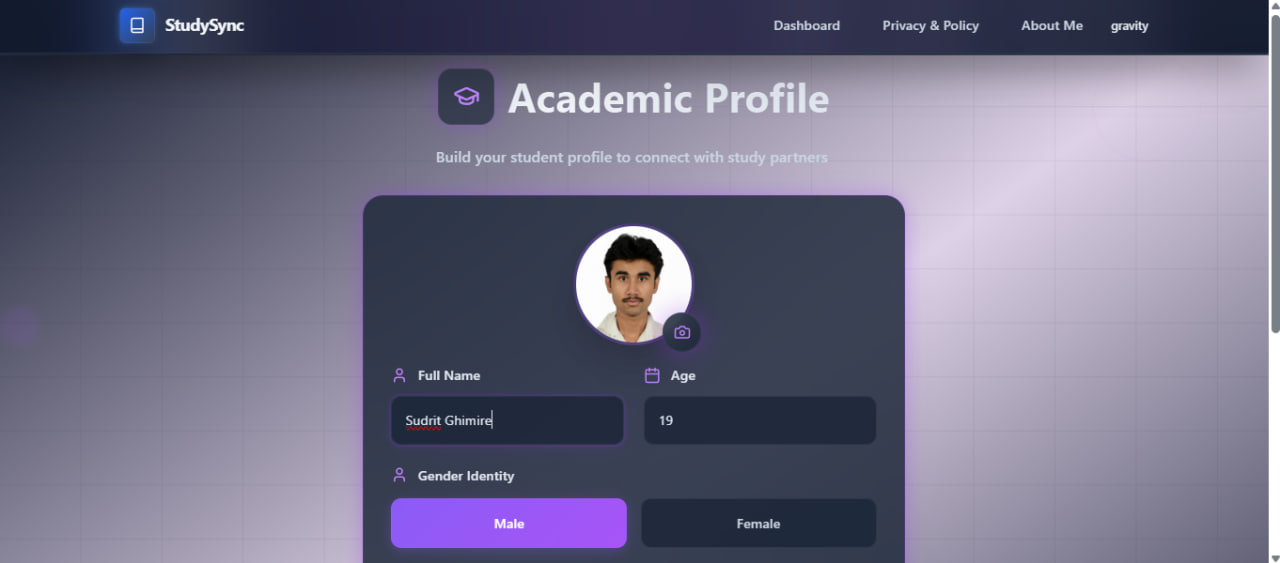 StudySync
Dashboard Privacy & Policy About Me gravity
Academic Profile
Build your student profile to connect with study partners
Full Name Age
Sudrit Ghimire 19
Gender Identity
Male Female